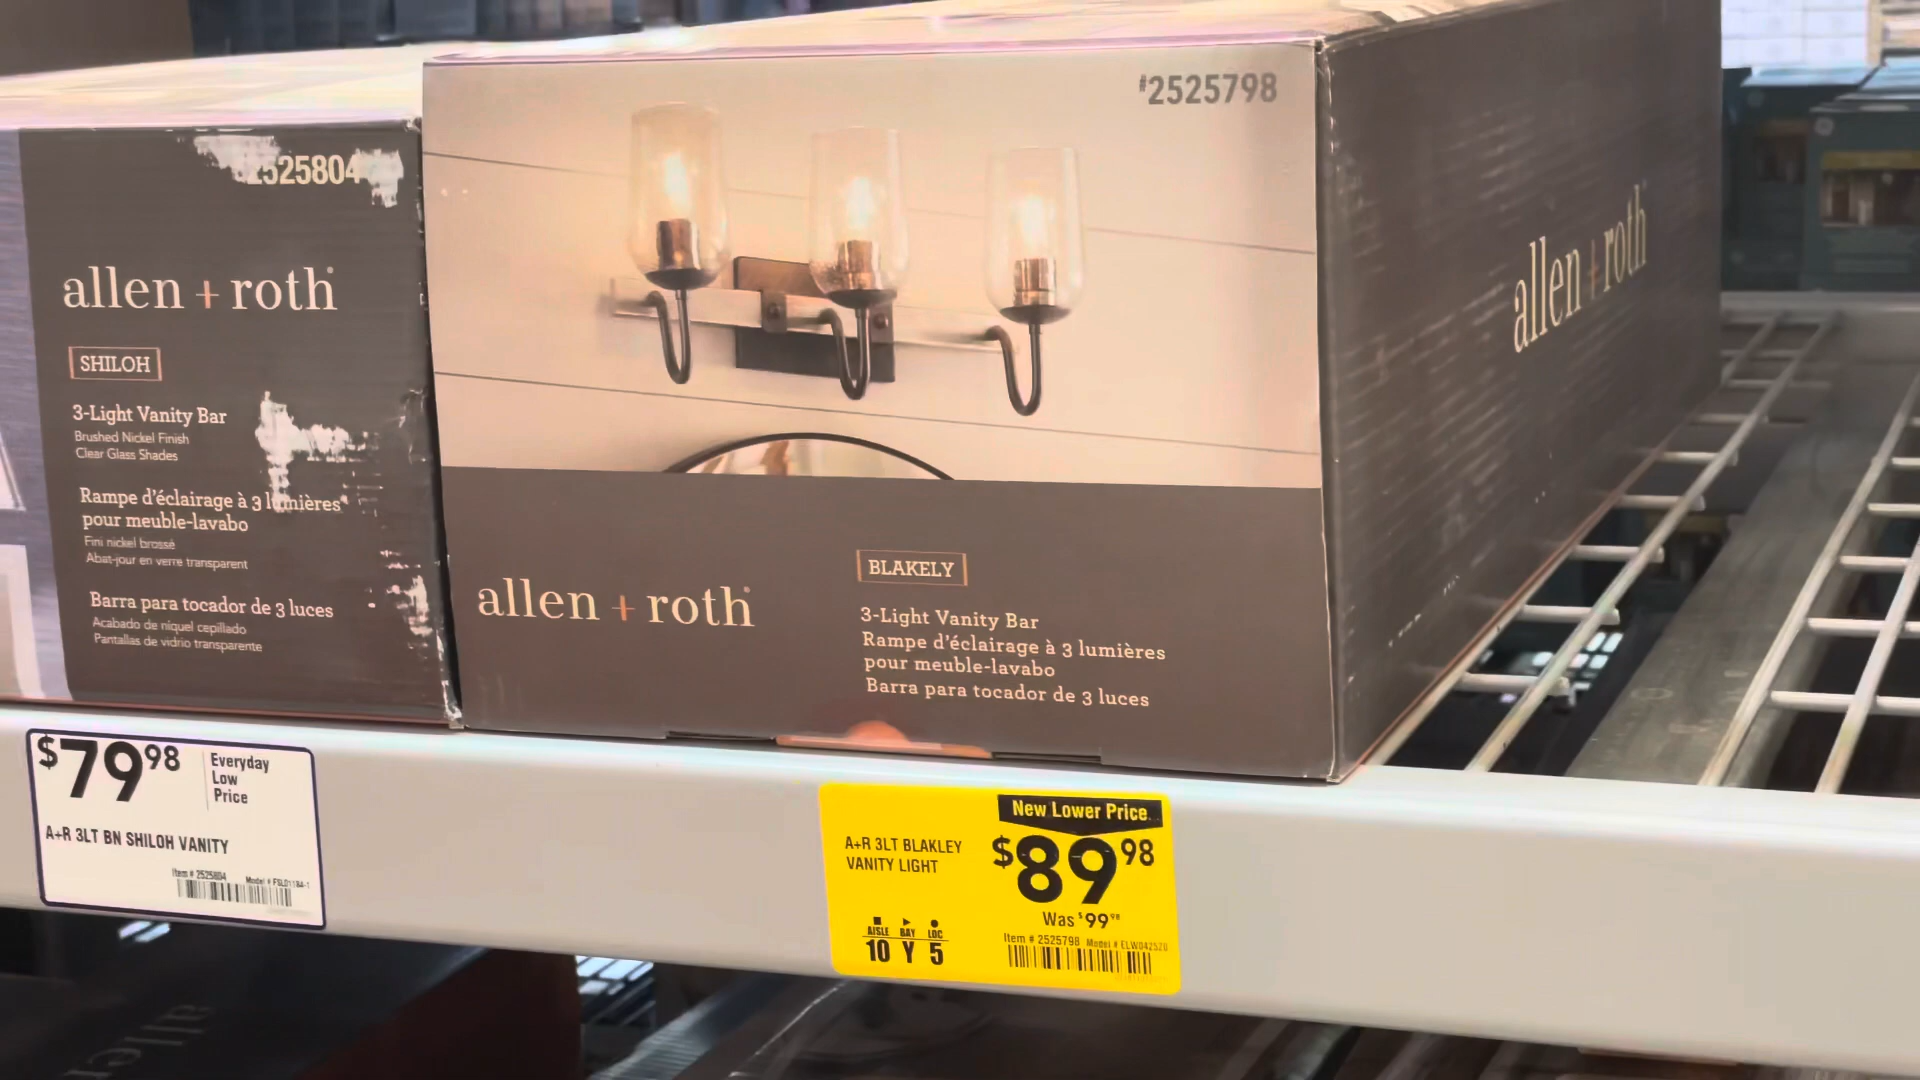 2525804
allen + roth®
SHILOH
3-Light Vanity Bar
Brushed Nickel Finish
Clear Glass Shades
Rampe d'éclairage à 3 lumières
pour meuble-lavabo
Fini nickel brossé
Abat-jour en verre transparent
Barra para tocador de 3 luces
Acabado de níquel cepillado
Pantallas de vidrio transparente
#2525798
allen + roth®
BLAKELY
3-Light Vanity Bar
Rampe d'éclairage à 3 lumières
pour meuble-lavabo
Barra para tocador de 3 luces
allen + roth
$79 98
Everyday
Low
Price
A+R 3LT BN SHILOH VANITY
Item # 2525804 Model #
New Lower Price.
A+R 3LT BLAKLEY
VANITY LIGHT
$89 98
Was $99 98
AISLE BAY LOC
10 Y 5
Item # 2525798 Model #